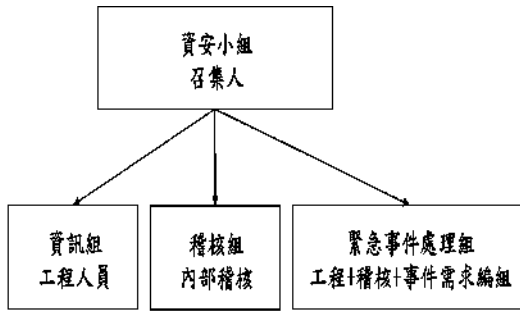 資安小組
召集人
資訊組
工程人員
稽核組
內部稽核
緊急事件處理組
工程+稽核+事件需求編組